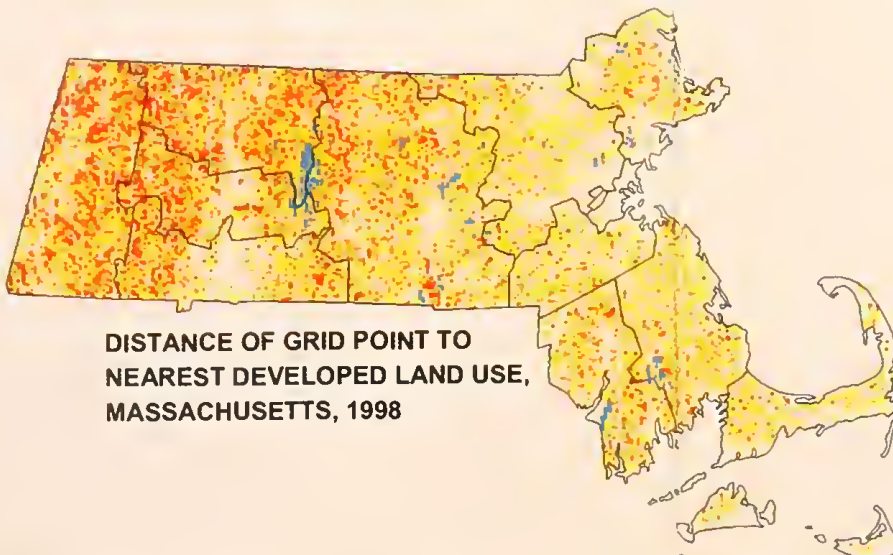 DISTANCE OF GRID POINT TO
NEAREST DEVELOPED LAND USE,
MASSACHUSETTS, 1998